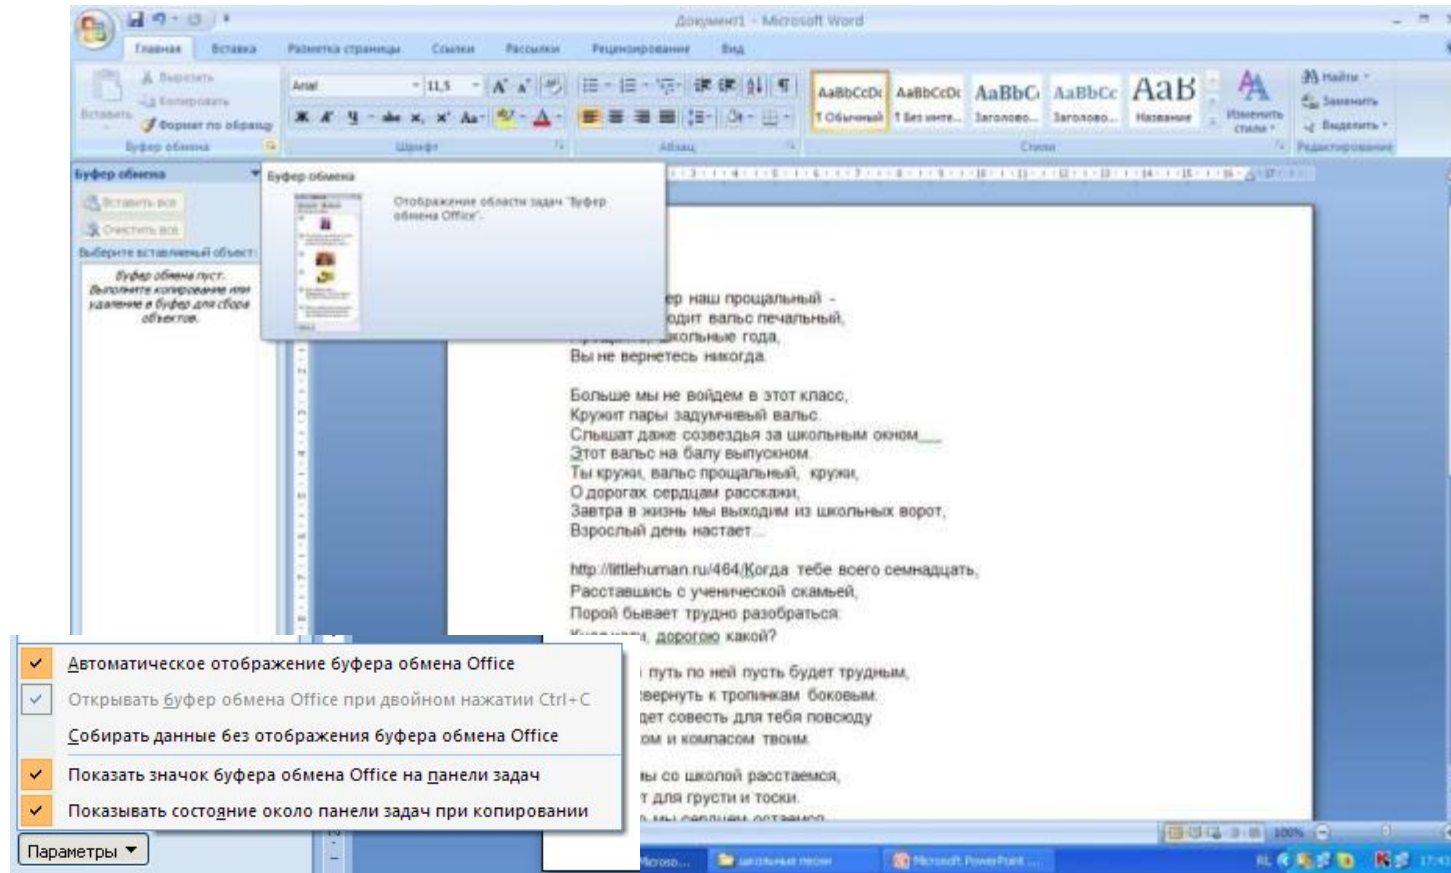 Документ1 - Microsoft Word
Главная Вставка Разметка страницы Ссылки Рассылки Рецензирование Вид
Вставить
Вырезать
Копировать
Формат по образцу
Буфер обмена
Arial 11,5
Шрифт
Абзац
AaBbCcDc AaBbCcDc AaBbC AaBbCc АаВ
¶ Обычный ¶ Без инте... Заголово... Заголово... Название
Изменить стили
Стили
Найти
Заменить
Выделить
Редактирование
Буфер обмена
Вставить все
Очистить все
Выберите вставляемый объект:
Буфер обмена пуст.
Выполните копирование или
удаление в буфер для сбора
объектов.
Буфер обмена
Отображение области задач "Буфер
обмена Office".
ер наш прощальный -
одит вальс печальный,
школьные года,
Вы не вернетесь никогда.
Больше мы не войдем в этот класс,
Кружит пары задумчивый вальс.
Слышат даже созвездья за школьным окном
Этот вальс на балу выпускном.
Ты кружи, вальс прощальный, кружи,
О дорогах сердцам расскажи,
Завтра в жизнь мы выходим из школьных ворот,
Взрослый день настает...
http://littlehuman.ru/464/Когда тебе всего семнадцать,
Расставшись с ученической скамьей,
Порой бывает трудно разобраться:
, дорогою какой?
путь по ней пусть будет трудным,
вернуть к тропинкам боковым.
дет совесть для тебя повсюду
ом и компасом твоим.
ы со школой расстаемся,
т для грусти и тоски.
мы сердцем остаемся
Автоматическое отображение буфера обмена Office
Открывать буфер обмена Office при двойном нажатии Ctrl+C
Собирать данные без отображения буфера обмена Office
Показать значок буфера обмена Office на панели задач
Показывать состояние около панели задач при копировании
Параметры
100%
школьные песни
Microsoft PowerPoint ...
RL
17:43